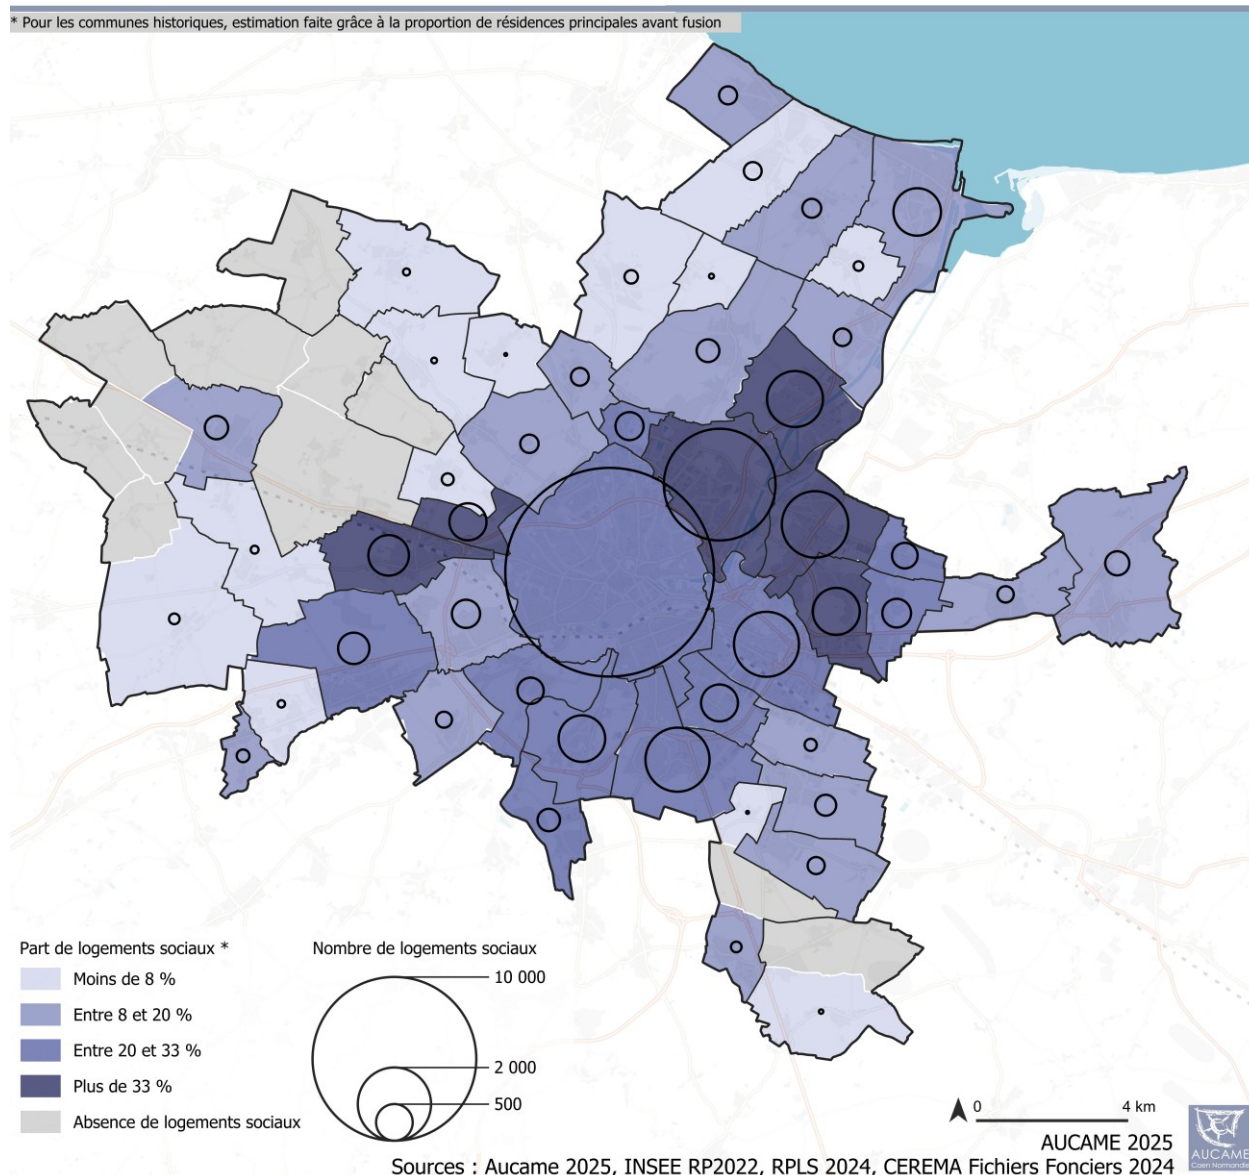 * Pour les communes historiques, estimation faite grâce à la proportion de résidences principales avant fusion
Part de logements sociaux *
Moins de 8 %
Entre 8 et 20 %
Entre 20 et 33 %
Plus de 33 %
Absence de logements sociaux
Nombre de logements sociaux
10 000
2 000
500
0 4 km
AUCAME 2025
Sources : Aucame 2025, INSEE RP2022, RPLS 2024, CEREMA Fichiers Fonciers 2024
AUCAME
Caen Normandie